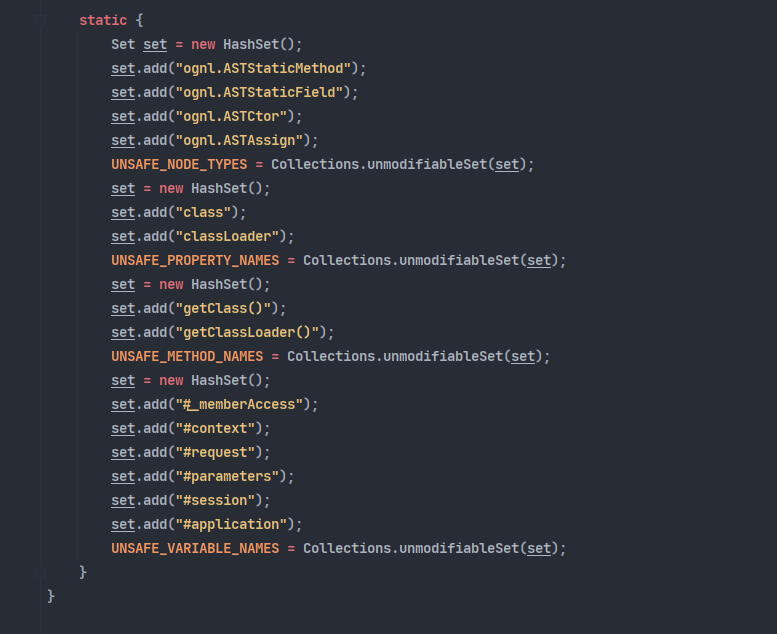 static {
Set set = new HashSet();
set.add("ognl.ASTStaticMethod");
set.add("ognl.ASTStaticField");
set.add("ognl.ASTCtor");
set.add("ognl.ASTAssign");
UNSAFE_NODE_TYPES = Collections.unmodifiableSet(set);
set = new HashSet();
set.add("class");
set.add("classLoader");
UNSAFE_PROPERTY_NAMES = Collections.unmodifiableSet(set);
set = new HashSet();
set.add("getClass()");
set.add("getClassLoader()");
UNSAFE_METHOD_NAMES = Collections.unmodifiableSet(set);
set = new HashSet();
set.add("#_memberAccess");
set.add("#context");
set.add("#request");
set.add("#parameters");
set.add("#session");
set.add("#application");
UNSAFE_VARIABLE_NAMES = Collections.unmodifiableSet(set);
}
}